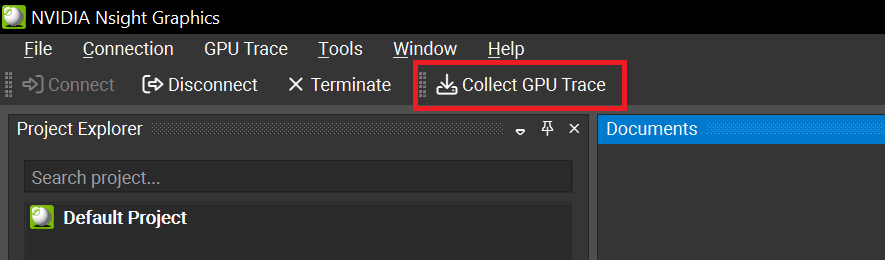 NVIDIA Nsight Graphics
File Connection GPU Trace Tools Window Help
Connect Disconnect Terminate Collect GPU Trace
Project Explorer Documents
Search project...
Default Project